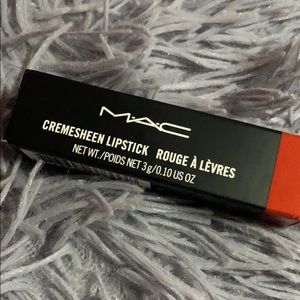 M·A·C
CREMESHEEN LIPSTICK ROUGE À LÈVRES
NET WT./POIDS NET 3g/0.10 US OZ